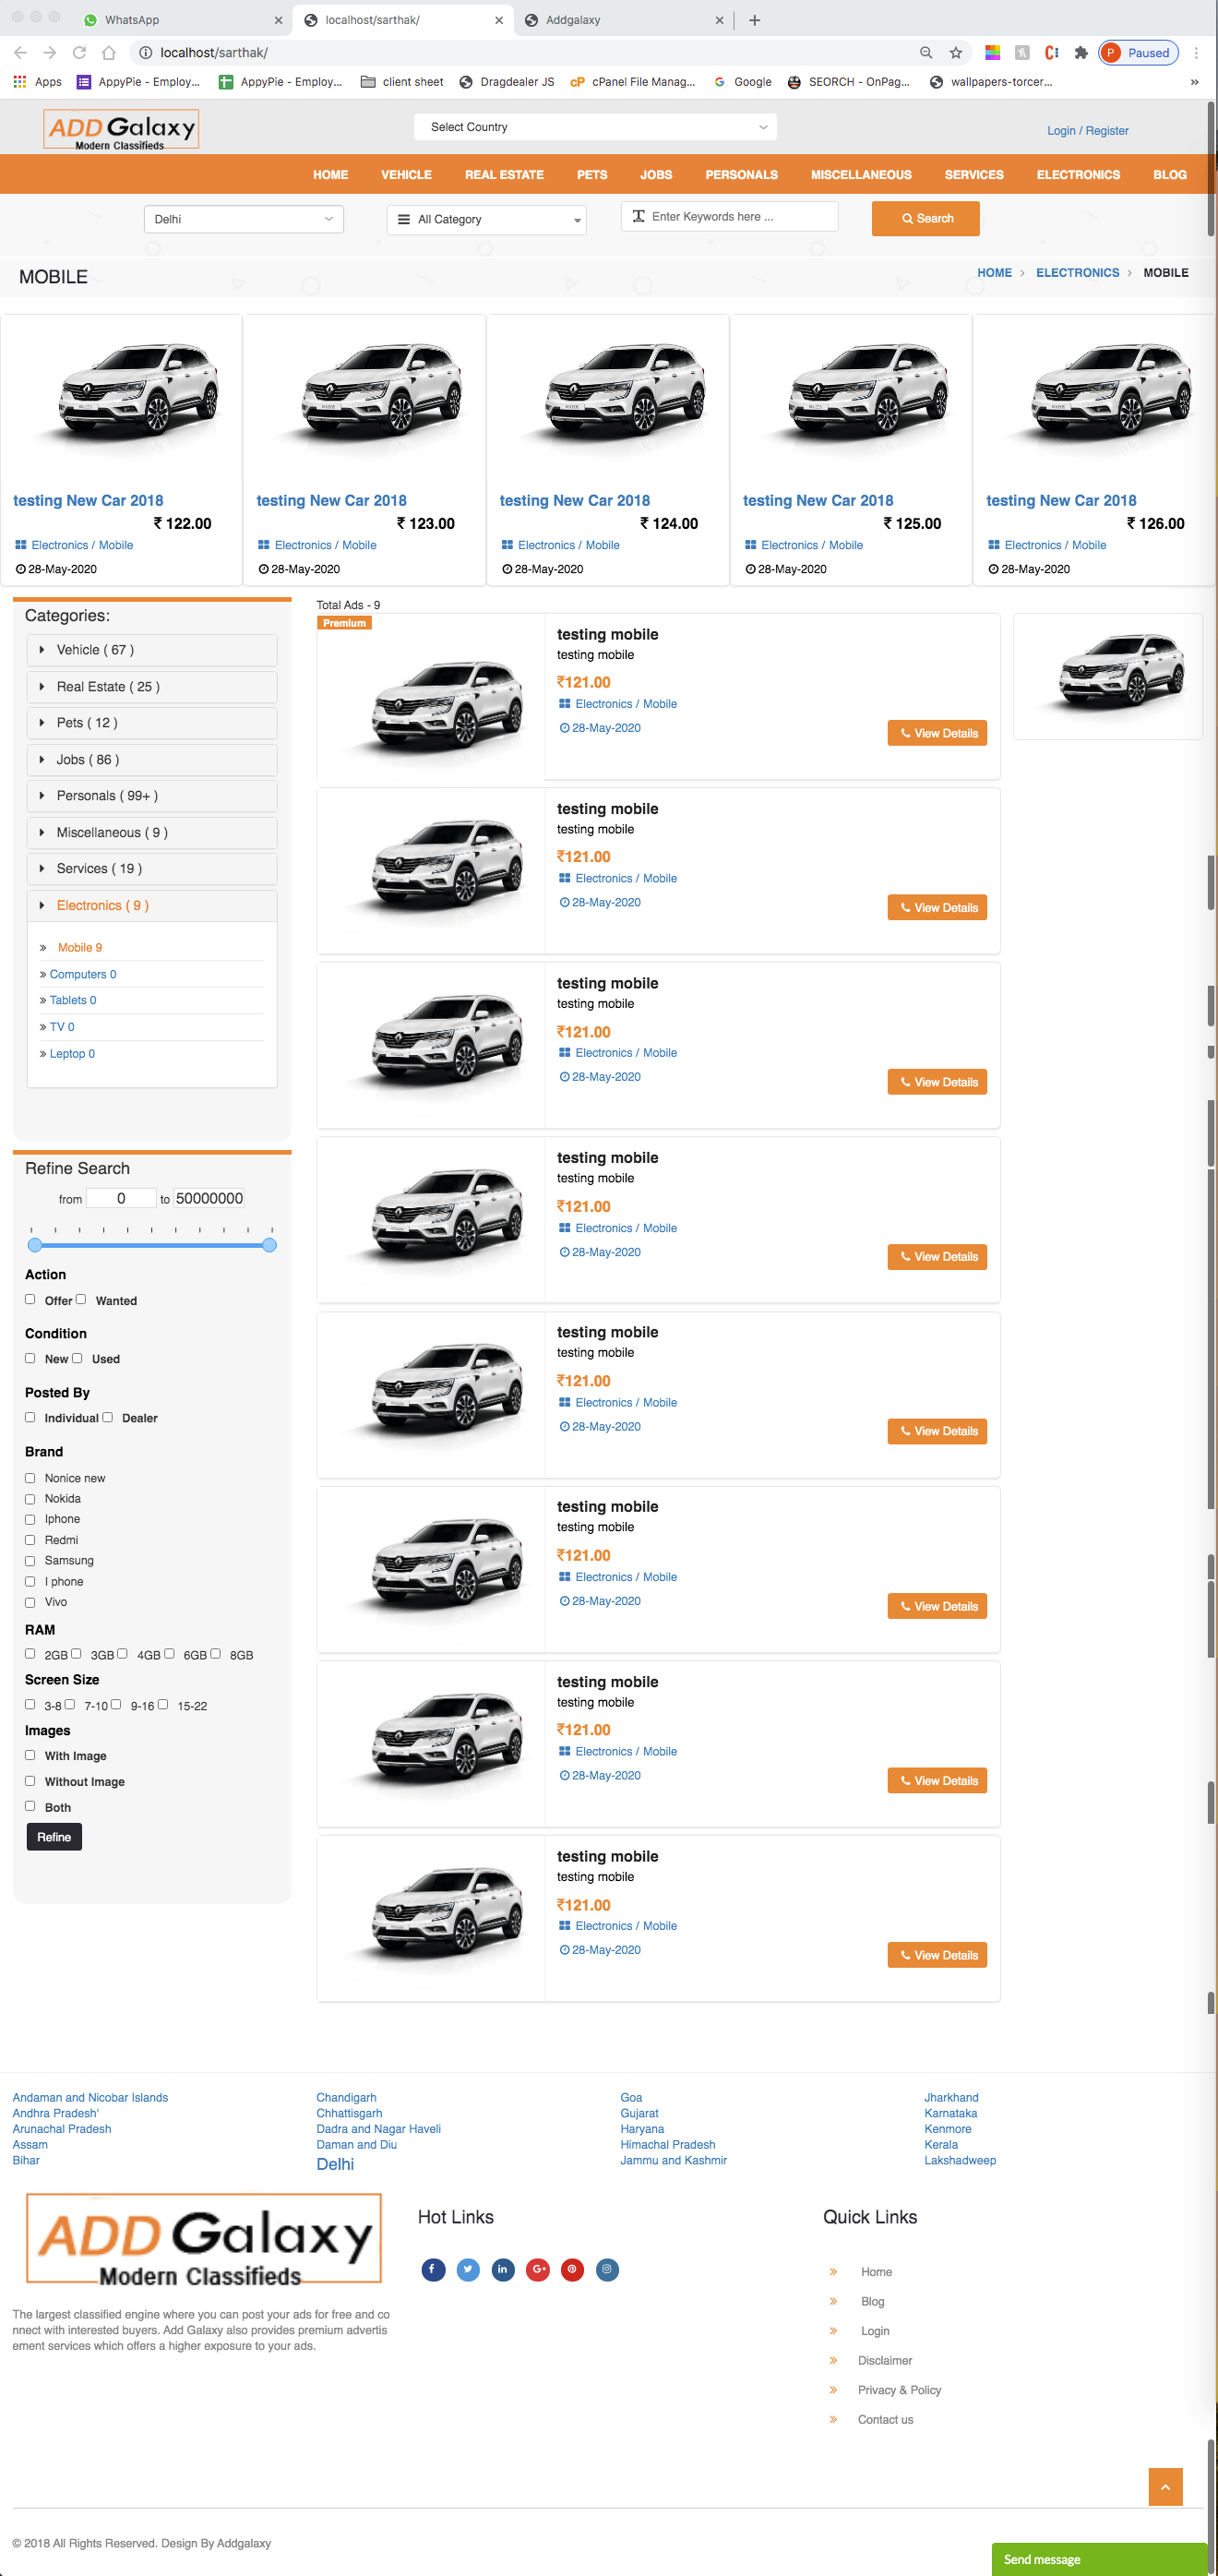 WhatsApp
localhost/sarthak/
Addgalaxy
localhost/sarthak/
P Paused
Apps
AppyPie - Employ...
AppyPie - Employ...
client sheet
Dragdealer JS
cPanel File Manag...
Google
SEORCH - OnPag...
wallpapers-torcer...
ADD Galaxy
Modern Classifieds
Select Country
Login / Register
HOME VEHICLE REAL ESTATE PETS JOBS PERSONALS MISCELLANEOUS SERVICES ELECTRONICS BLOG
Delhi
All Category
Enter Keywords here ...
Search
MOBILE
HOME > ELECTRONICS > MOBILE
testing New Car 2018
₹ 122.00
Electronics / Mobile
28-May-2020
testing New Car 2018
₹ 123.00
Electronics / Mobile
28-May-2020
testing New Car 2018
₹ 124.00
Electronics / Mobile
28-May-2020
testing New Car 2018
₹ 125.00
Electronics / Mobile
28-May-2020
testing New Car 2018
₹ 126.00
Electronics / Mobile
28-May-2020
Categories:
Vehicle ( 67 )
Real Estate ( 25 )
Pets ( 12 )
Jobs ( 86 )
Personals ( 99+ )
Miscellaneous ( 9 )
Services ( 19 )
Electronics ( 9 )
» Mobile 9
» Computers 0
» Tablets 0
» TV 0
» Leptop 0
Refine Search
from 0 to 50000000
Action
Offer Wanted
Condition
New Used
Posted By
Individual Dealer
Brand
Nonice new
Nokida
Iphone
Redmi
Samsung
I phone
Vivo
RAM
2GB 3GB 4GB 6GB 8GB
Screen Size
3-8 7-10 9-16 15-22
Images
With Image
Without Image
Both
Refine
Total Ads - 9
Premium
testing mobile
testing mobile
₹121.00
Electronics / Mobile
28-May-2020
View Details
testing mobile
testing mobile
₹121.00
Electronics / Mobile
28-May-2020
View Details
testing mobile
testing mobile
₹121.00
Electronics / Mobile
28-May-2020
View Details
testing mobile
testing mobile
₹121.00
Electronics / Mobile
28-May-2020
View Details
testing mobile
testing mobile
₹121.00
Electronics / Mobile
28-May-2020
View Details
testing mobile
testing mobile
₹121.00
Electronics / Mobile
28-May-2020
View Details
testing mobile
testing mobile
₹121.00
Electronics / Mobile
28-May-2020
View Details
testing mobile
testing mobile
₹121.00
Electronics / Mobile
28-May-2020
View Details
Andaman and Nicobar Islands
Andhra Pradesh'
Arunachal Pradesh
Assam
Bihar
Chandigarh
Chhattisgarh
Dadra and Nagar Haveli
Daman and Diu
Delhi
Goa
Gujarat
Haryana
Himachal Pradesh
Jammu and Kashmir
Jharkhand
Karnataka
Kenmore
Kerala
Lakshadweep
ADD Galaxy
Modern Classifieds
The largest classified engine where you can post your ads for free and co
nnect with interested buyers. Add Galaxy also provides premium advertis
ement services which offers a higher exposure to your ads.
Hot Links
Quick Links
» Home
» Blog
» Login
» Disclaimer
» Privacy & Policy
» Contact us
© 2018 All Rights Reserved. Design By Addgalaxy
Send message